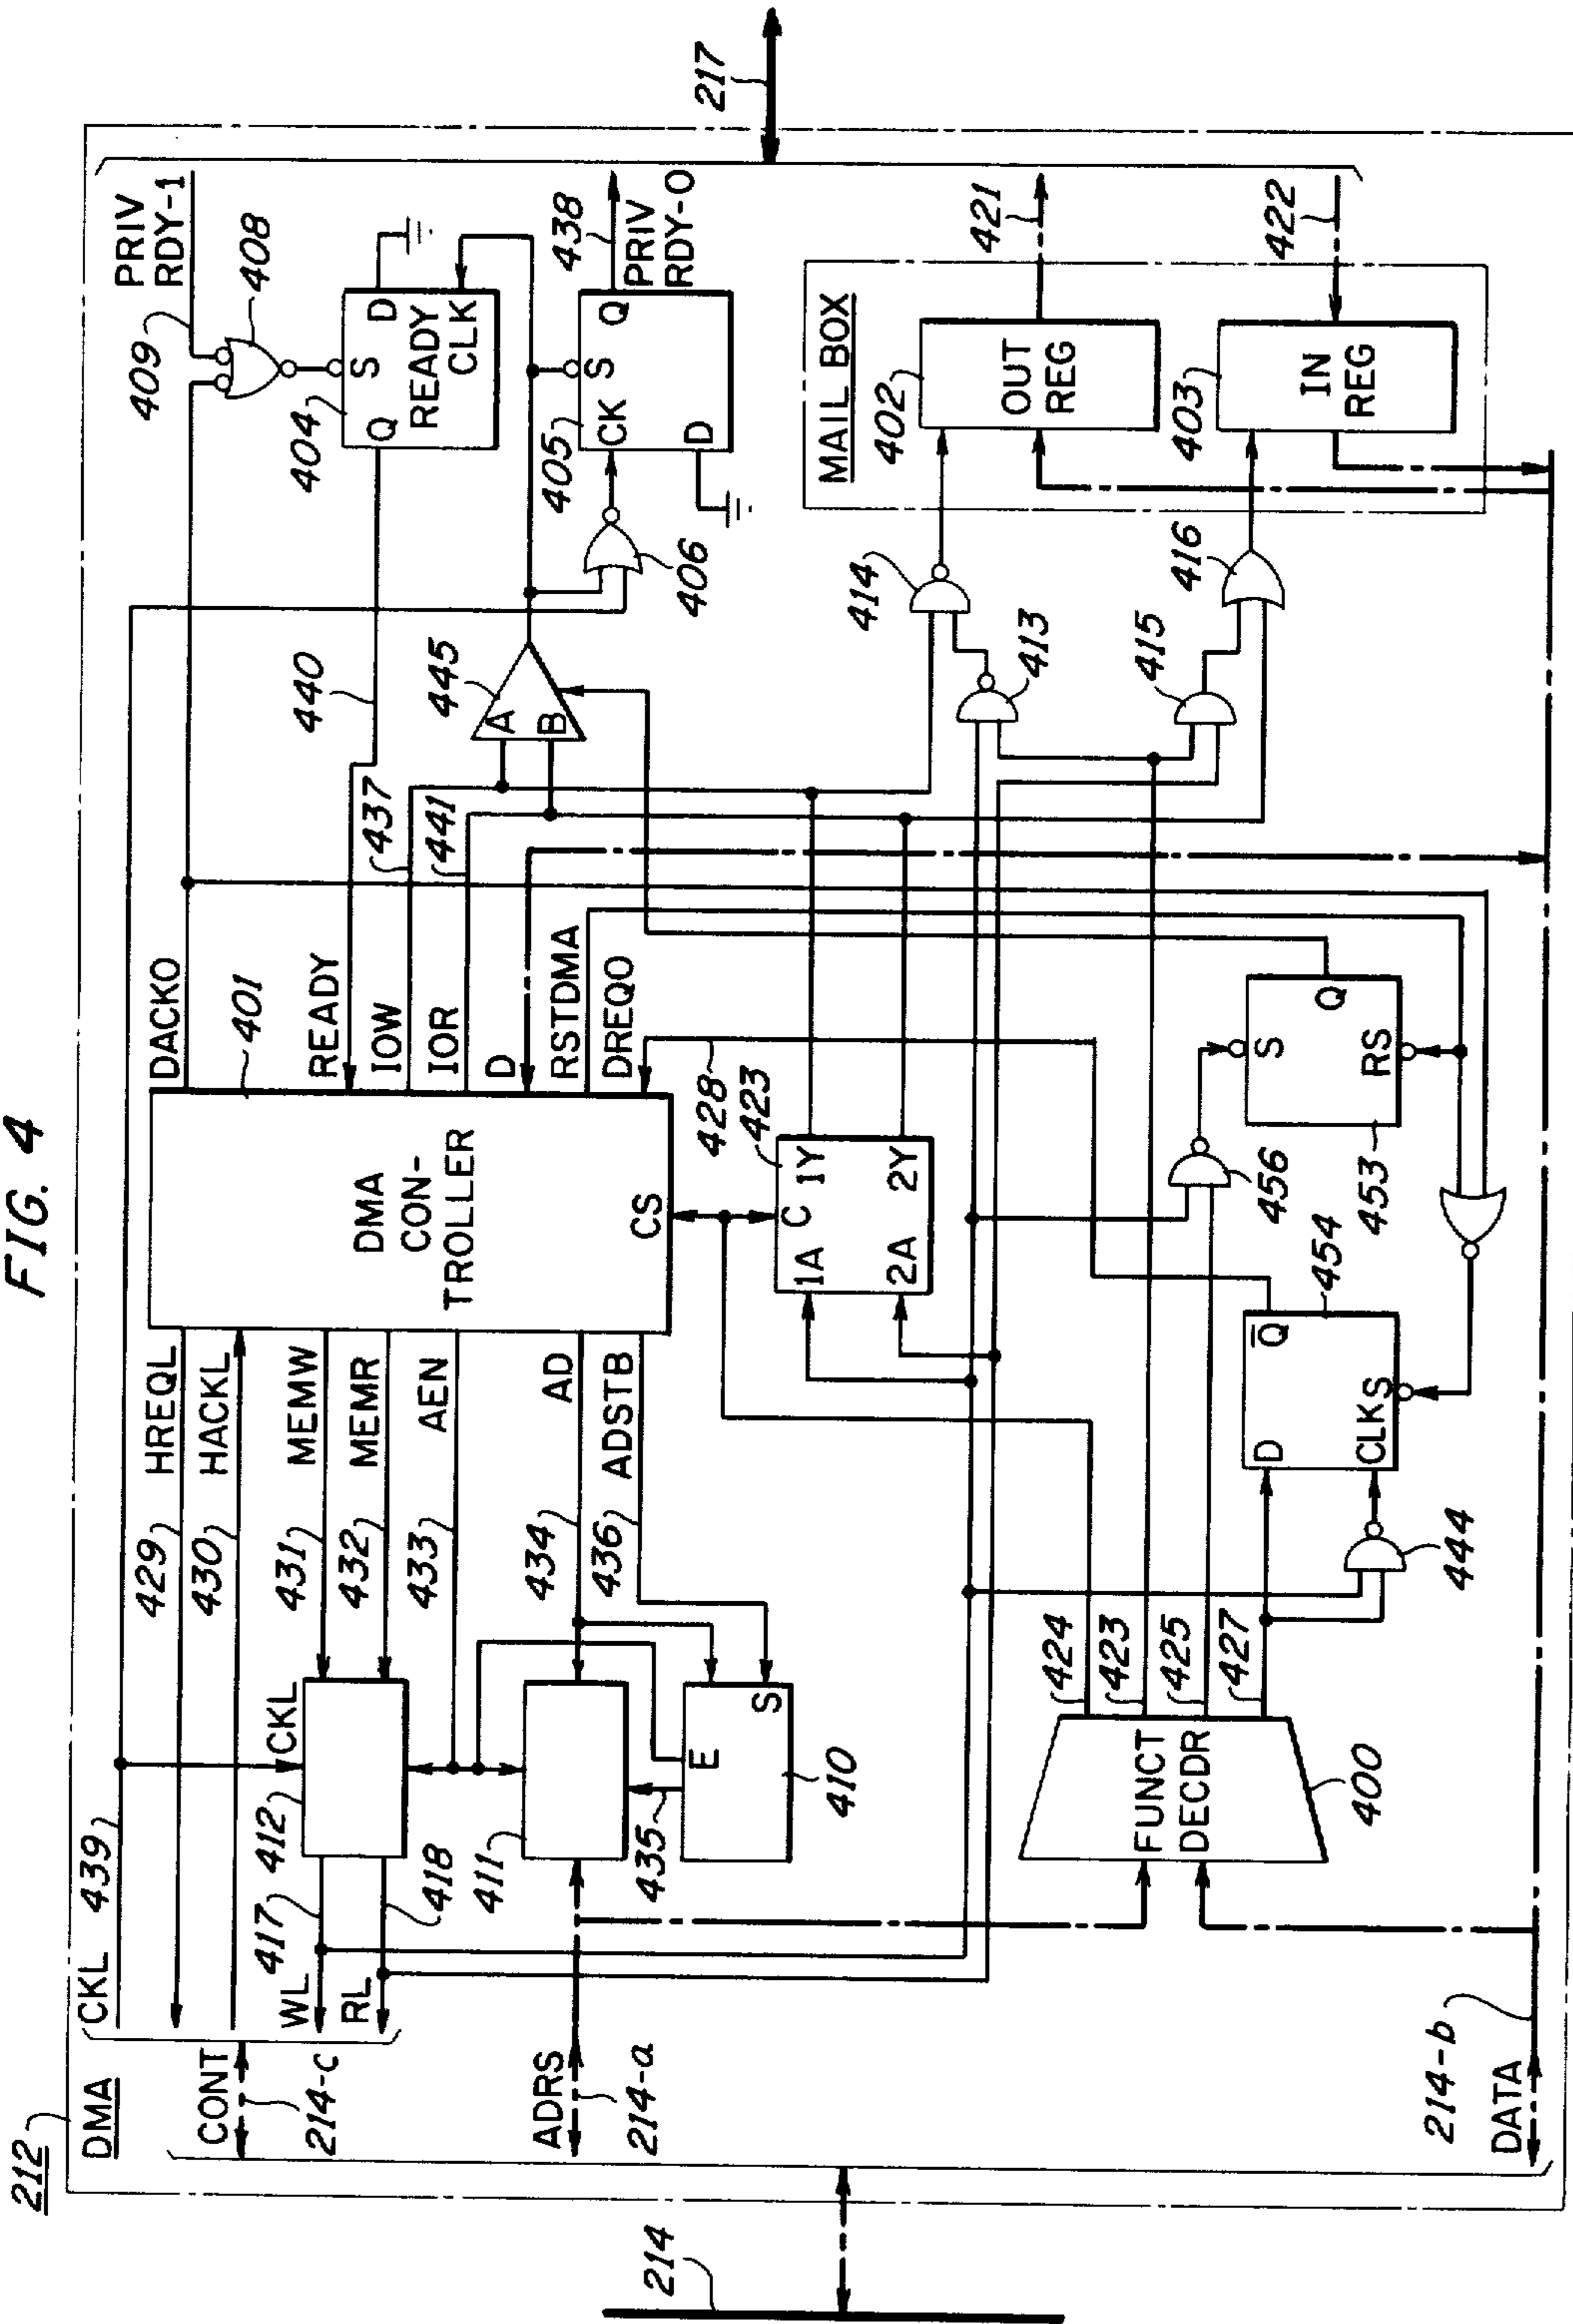 FIG. 4
212
DMA
CKL 439
429 HREQL
430 HACKL
CONT
214-c
WL
RL
417
418
412
CKL
431 MEMW
432 MEMR
433 AEN
434 AD
436 ADSTB
ADRS
214-a
411
435
E
S
410
DMA
CON-
TROLLER
CS
401
DACKO
READY
IOW
IOR
D
RSTDMA
DREQO
428
423
C
1A
1Y
2A
2Y
437
441
440
445
A
B
409
PRIV
RDY-1
408
404
S
Q
D
READY
CLK
405
S
CK
Q
D
438
PRIV
RDY-O
406
217
MAIL BOX
402
OUT
REG
421
403
IN
REG
422
414
413
415
416
FUNCT
DECDR
400
424
423
425
427
444
454
D
Q
CLK
S
456
453
S
Q
RS
214-b
DATA
214